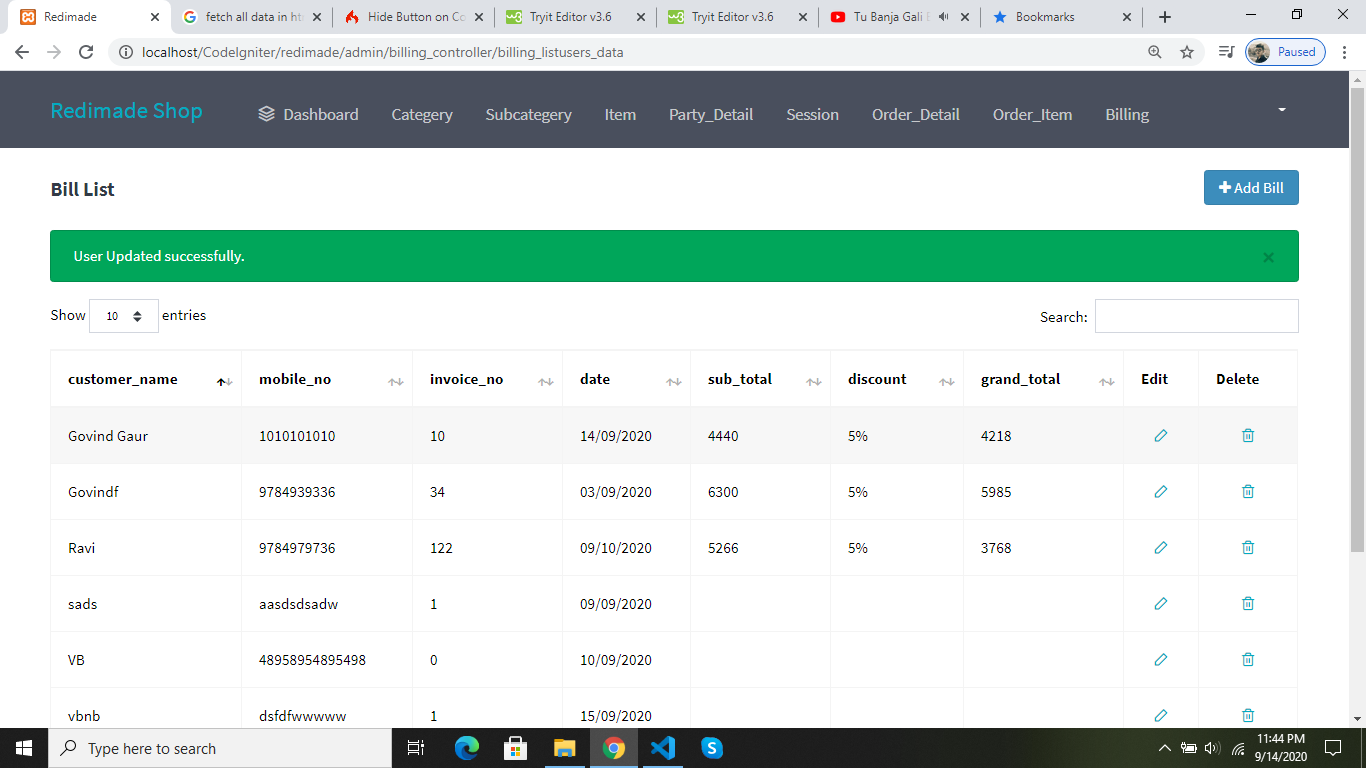 Redimade
fetch all data in ht
Hide Button on Co
Tryit Editor v3.6
Tryit Editor v3.6
Tu Banja Gali
Bookmarks
localhost/CodeIgniter/redimade/admin/billing_controller/billing_listusers_data
Paused
Redimade Shop
Dashboard Categery Subcategery Item Party_Detail Session Order_Detail Order_Item Billing
Bill List
Add Bill
User Updated successfully.
×
Show 10 entries
Search:
customer_name mobile_no invoice_no date sub_total discount grand_total Edit Delete
Govind Gaur 1010101010 10 14/09/2020 4440 5% 4218
Govindf 9784939336 34 03/09/2020 6300 5% 5985
Ravi 9784979736 122 09/10/2020 5266 5% 3768
sads aasdsdsadw 1 09/09/2020
VB 48958954895498 0 10/09/2020
vbnb dsfdfwwwww 1 15/09/2020
Type here to search
11:44 PM
9/14/2020